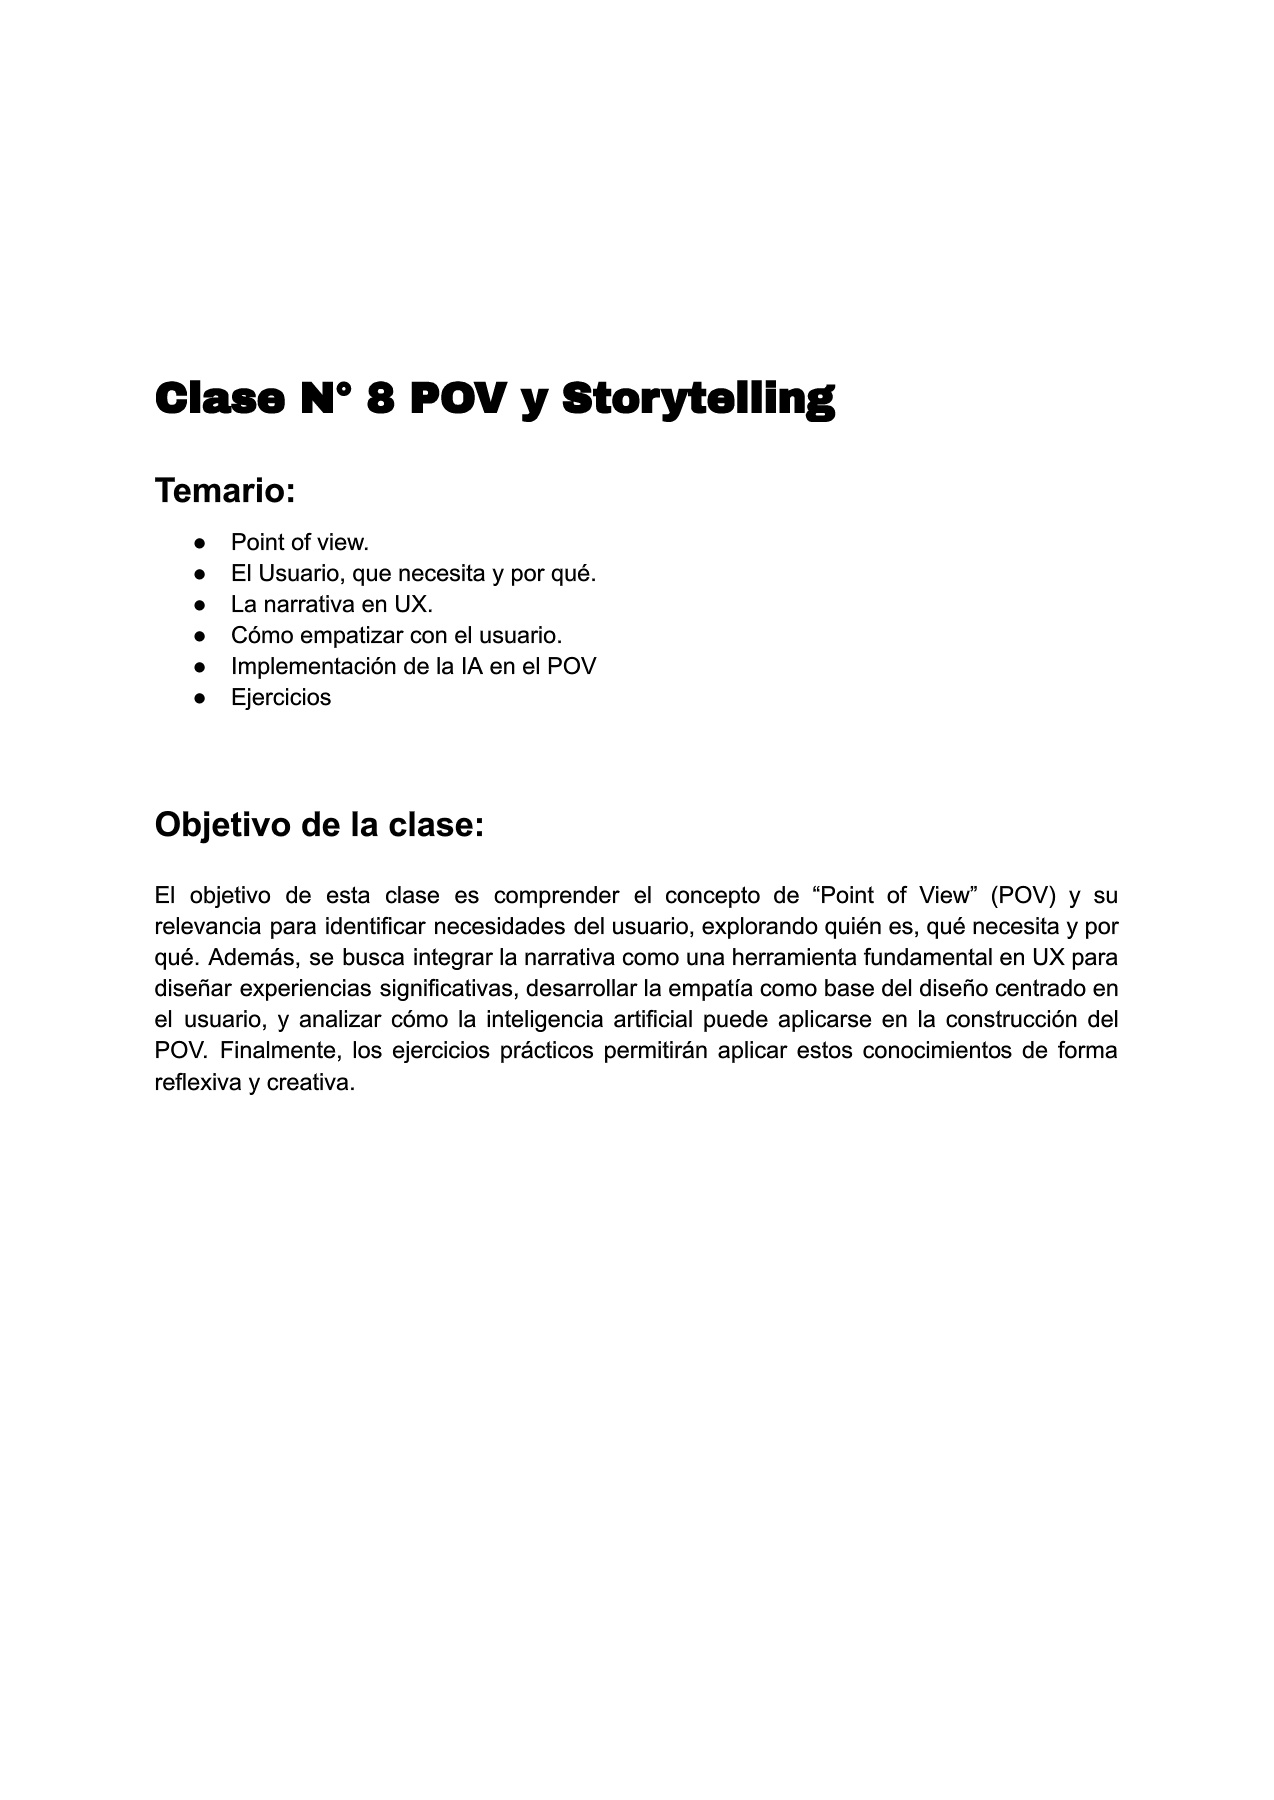 Clase N° 8 POV y Storytelling
Temario:
● Point of view.
● El Usuario, que necesita y por qué.
● La narrativa en UX.
● Cómo empatizar con el usuario.
● Implementación de la IA en el POV
● Ejercicios
Objetivo de la clase:
El objetivo de esta clase es comprender el concepto de “Point of View” (POV) y su
relevancia para identificar necesidades del usuario, explorando quién es, qué necesita y por
qué. Además, se busca integrar la narrativa como una herramienta fundamental en UX para
diseñar experiencias significativas, desarrollar la empatía como base del diseño centrado en
el usuario, y analizar cómo la inteligencia artificial puede aplicarse en la construcción del
POV. Finalmente, los ejercicios prácticos permitirán aplicar estos conocimientos de forma
reflexiva y creativa.